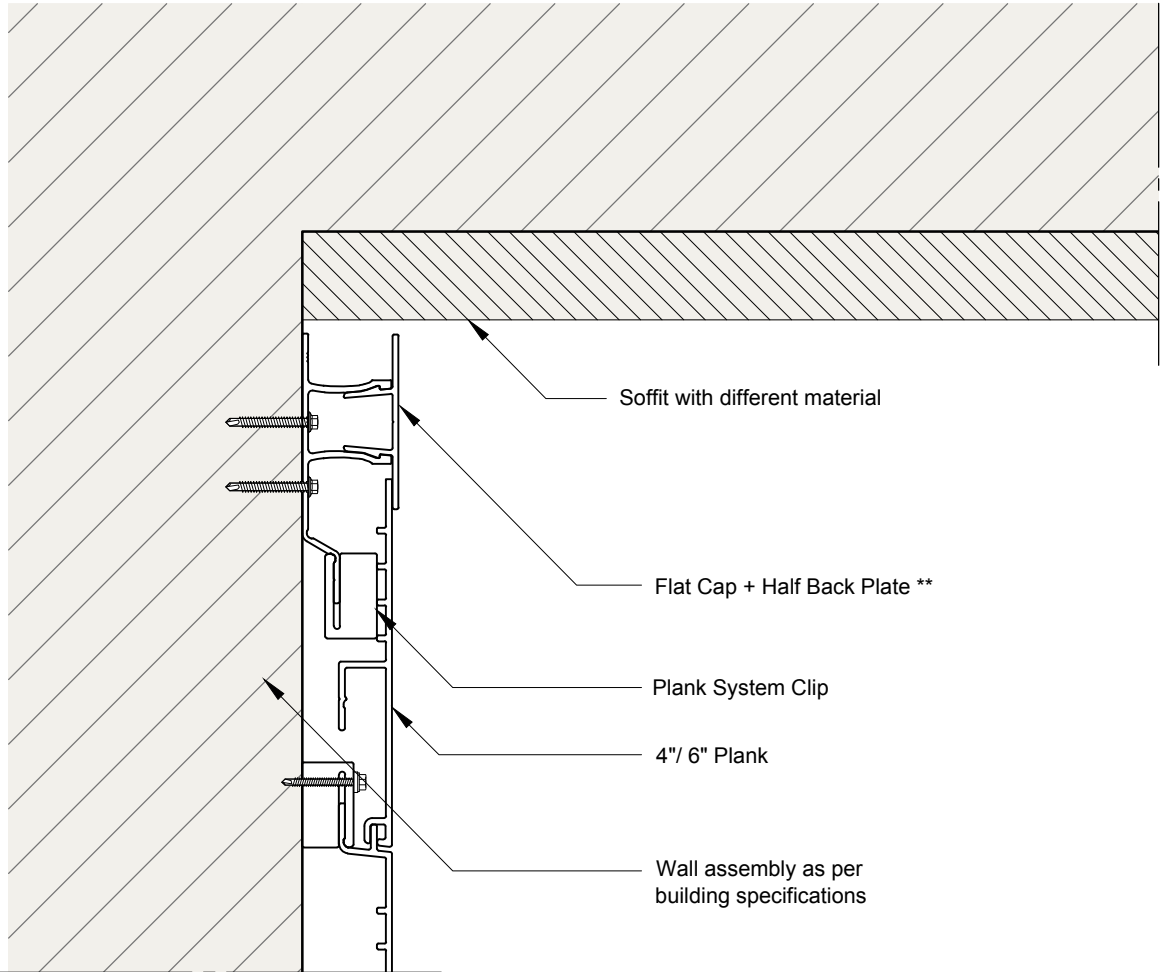 Soffit with different material
Flat Cap + Half Back Plate **
Plank System Clip
4"/ 6" Plank
Wall assembly as per
building specifications